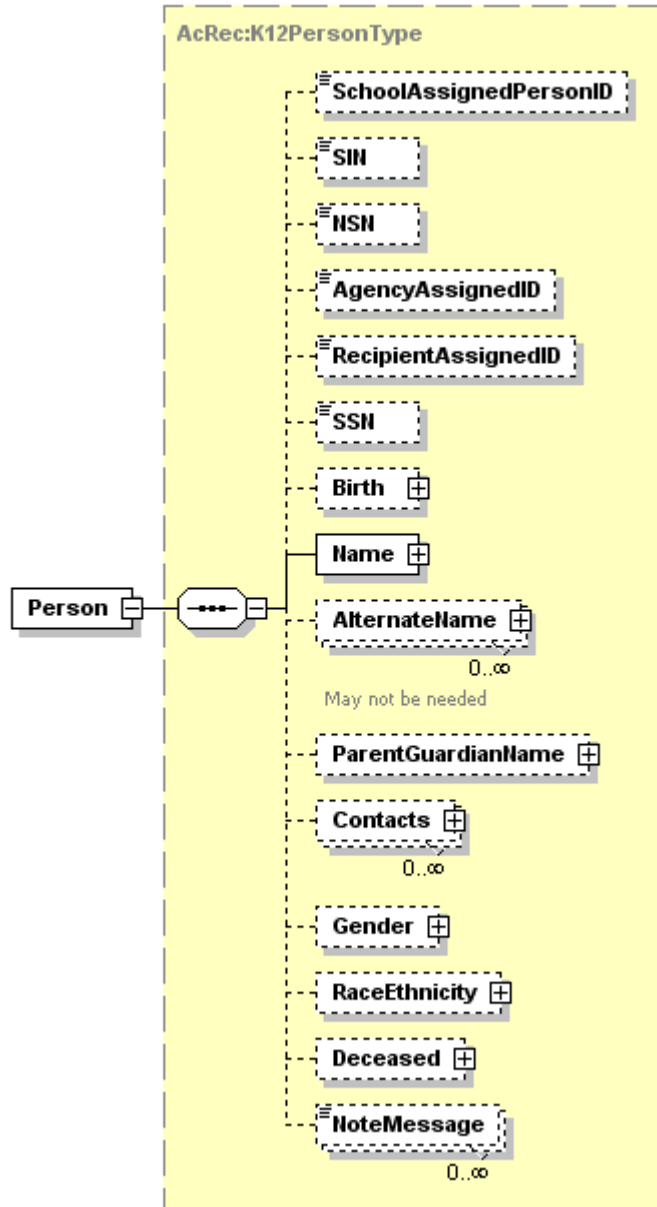 AcRec:K12PersonType
SchoolAssignedPersonID
SIN
NSN
AgencyAssignedID
RecipientAssignedID
SSN
Birth
Name
Person
AlternateName
0..∞
May not be needed
ParentGuardianName
Contacts
0..∞
Gender
RaceEthnicity
Deceased
NoteMessage
0..∞